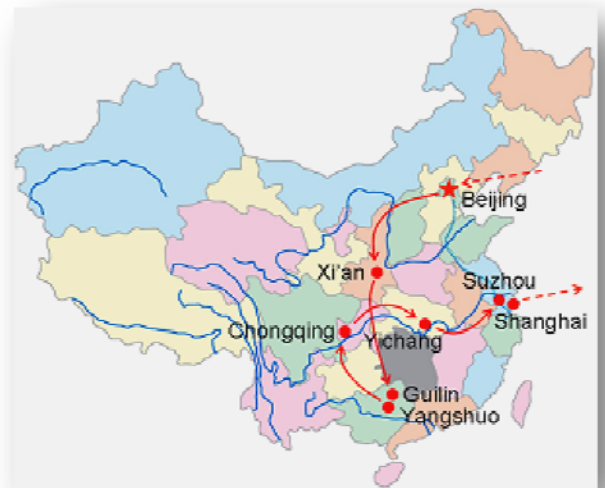 Beijing
Xi'an
Suzhou
Shanghai
Chongqing
Yichang
Guilin
Yangshuo